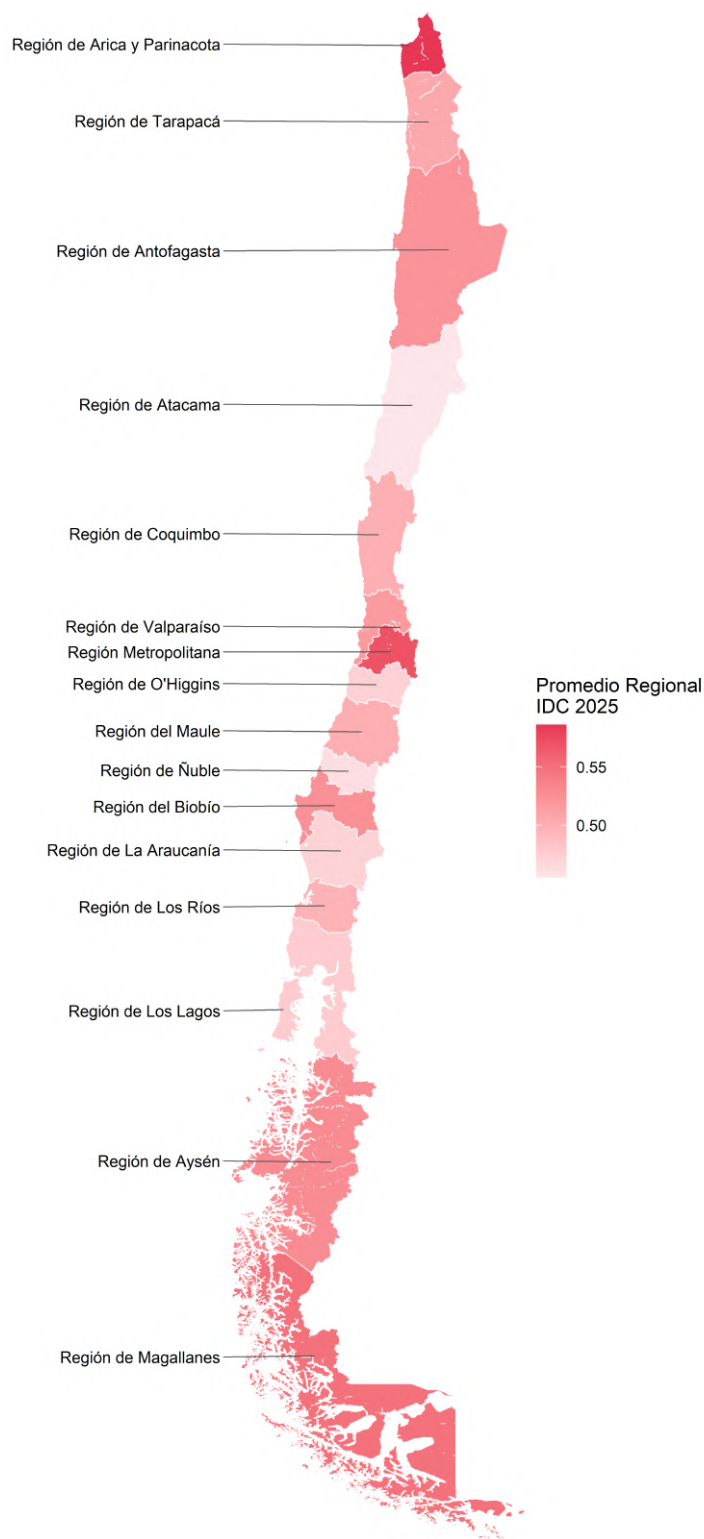 Región de Arica y Parinacota
Región de Tarapacá
Región de Antofagasta
Región de Atacama
Región de Coquimbo
Región de Valparaíso
Región Metropolitana
Región de O'Higgins
Promedio Regional
IDC 2025
Región del Maule
0.55
Región de Ñuble
Región del Biobío
0.50
Región de La Araucanía
Región de Los Ríos
Región de Los Lagos
Región de Aysén
Región de Magallanes